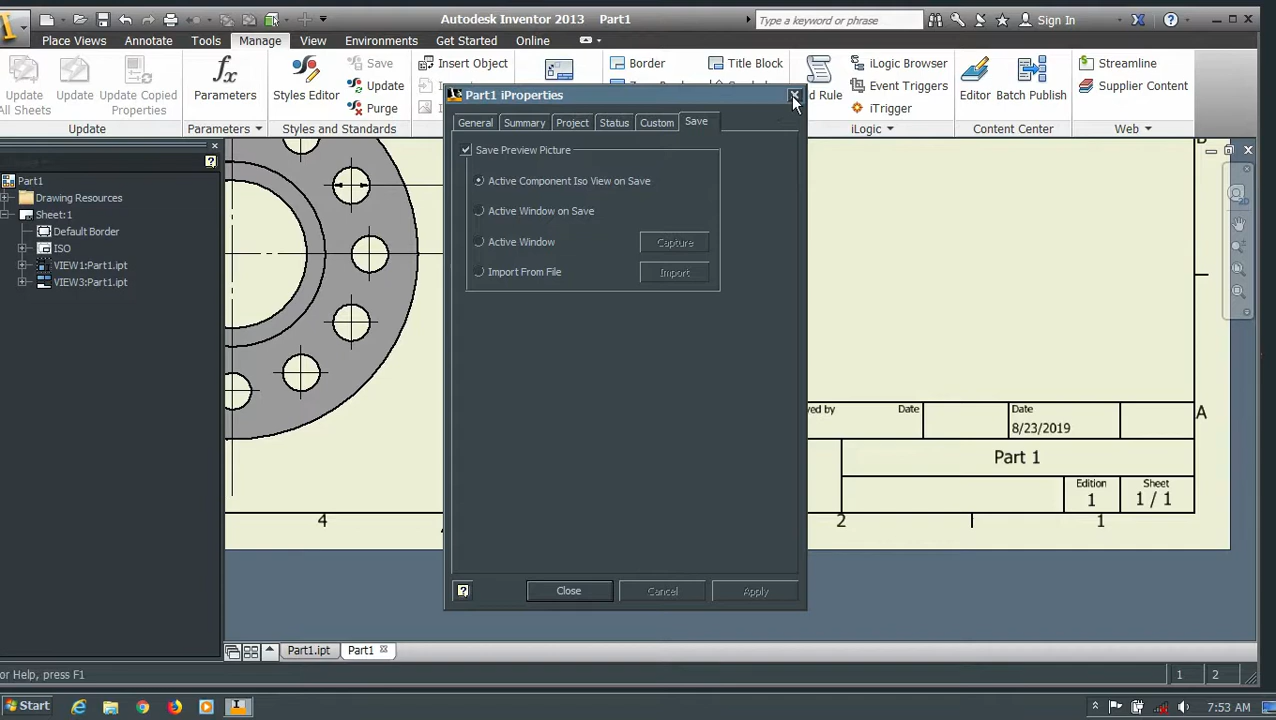 Autodesk Inventor 2013 Part1
Type a keyword or phrase
Sign In
Place Views Annotate Tools Manage View Environments Get Started Online
Update All Sheets
Update
Update Copied Properties
Update
fx
Parameters
Parameters
Styles Editor
Save
Update
Purge
Styles and Standards
Insert Object
Border
Title Block
d Rule
iLogic Browser
Event Triggers
iTrigger
iLogic
Editor
Batch Publish
Content Center
Streamline
Supplier Content
Web
Part1
Drawing Resources
Sheet:1
Default Border
ISO
VIEW1:Part1.ipt
VIEW3:Part1.ipt
Part1 iProperties
General Summary Project Status Custom Save
Save Preview Picture
Active Component Iso View on Save
Active Window on Save
Active Window
Capture
Import From File
Import
Close
Cancel
Apply
ved by
Date
Date
8/23/2019
A
Part 1
Edition
1
Sheet
1 / 1
4
2
1
2D
Part1.ipt
Part1
or Help, press F1
1
2
Start
7:53 AM